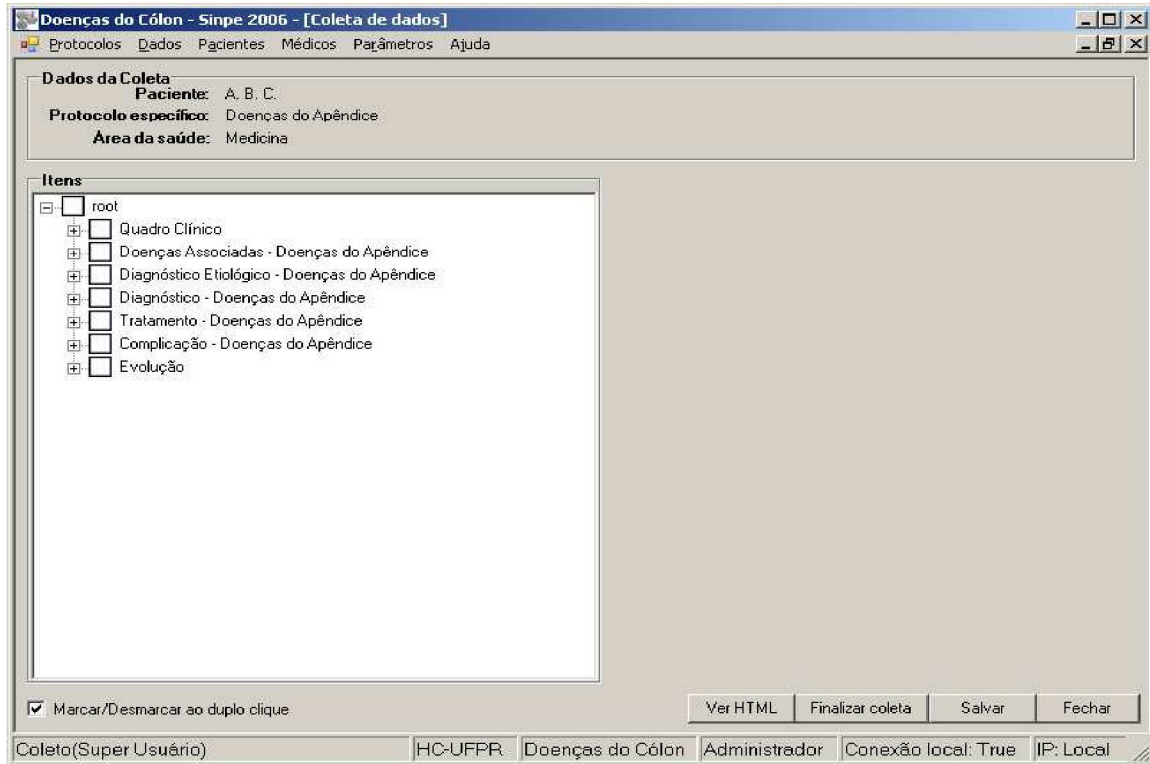 Doenças do Cólon - Sinpe 2006 - [Coleta de dados]
Protocolos Dados Pacientes Médicos Parâmetros Ajuda
Dados da Coleta
Paciente: A. B. C.
Protocolo específico: Doenças do Apêndice
Área da saúde: Medicina
Itens
root
Quadro Clínico
Doenças Associadas - Doenças do Apêndice
Diagnóstico Etiológico - Doenças do Apêndice
Diagnóstico - Doenças do Apêndice
Tratamento - Doenças do Apêndice
Complicação - Doenças do Apêndice
Evolução
Marcar/Desmarcar ao duplo clique
Ver HTML Finalizar coleta Salvar Fechar
Coleto(Super Usuário) HC-UFPR Doenças do Cólon Administrador Conexão local: True IP: Local